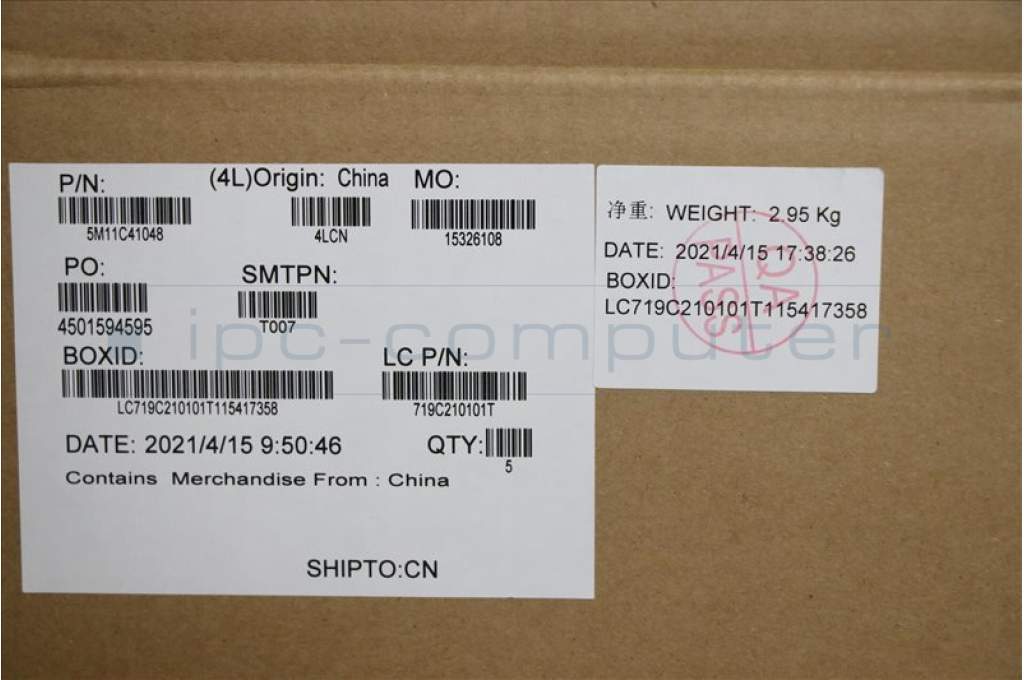 P/N:
5M11C41048
(4L)Origin: China
4LCN
MO:
15326108
PO:
4501594595
SMTPN:
T007
BOXID:
LC719C210101T115417358
LC P/N:
719C210101T
DATE: 2021/4/15 9:50:46
QTY:
5
Contains Merchandise From : China
SHIPTO:CN
净重: WEIGHT: 2.95 Kg
DATE: 2021/4/15 17:38:26
BOXID:
LC719C210101T115417358
QA
PASS
ipc-computer